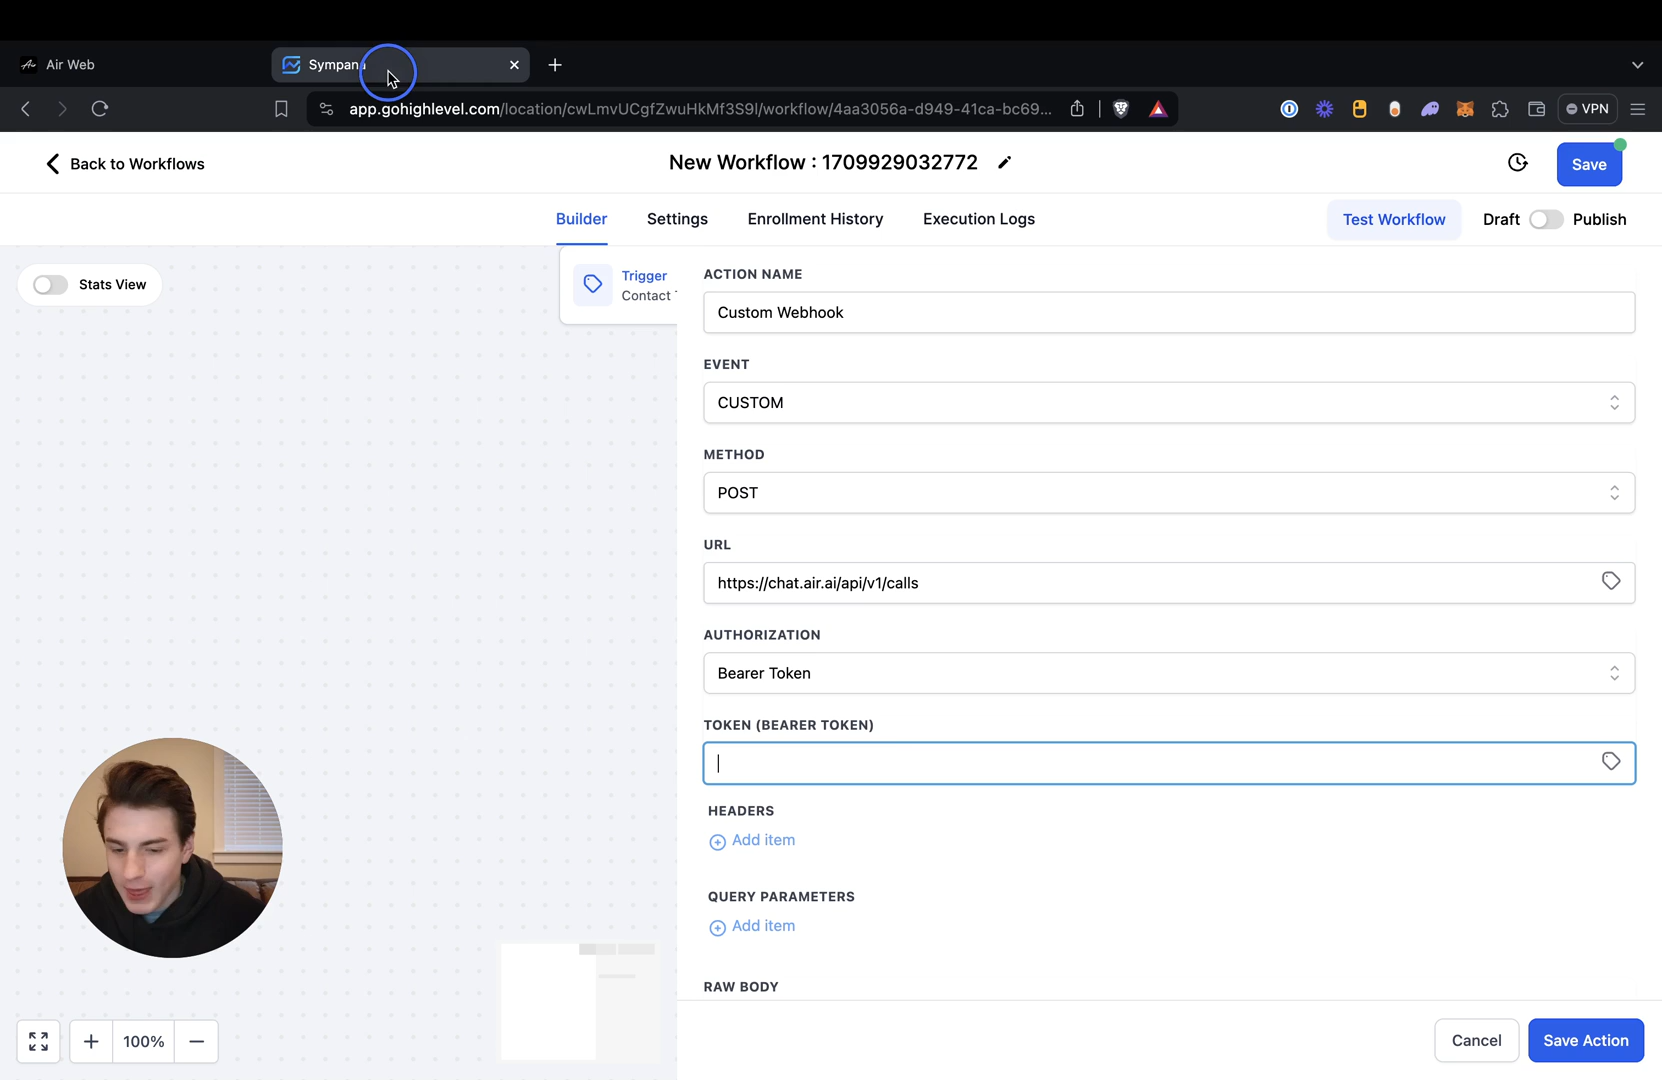 Air Web
Sympana
app.gohighlevel.com/location/cwLmvUCgfZwuHkMf3S9l/workflow/4aa3056a-d949-41ca-bc69...
VPN
Back to Workflows
New Workflow : 1709929032772
Save
Builder
Settings
Enrollment History
Execution Logs
Test Workflow
Draft
Publish
Stats View
Trigger
Contact
ACTION NAME
Custom Webhook
EVENT
CUSTOM
METHOD
POST
URL
https://chat.air.ai/api/v1/calls
AUTHORIZATION
Bearer Token
TOKEN (BEARER TOKEN)
HEADERS
Add item
QUERY PARAMETERS
Add item
RAW BODY
100%
Cancel
Save Action